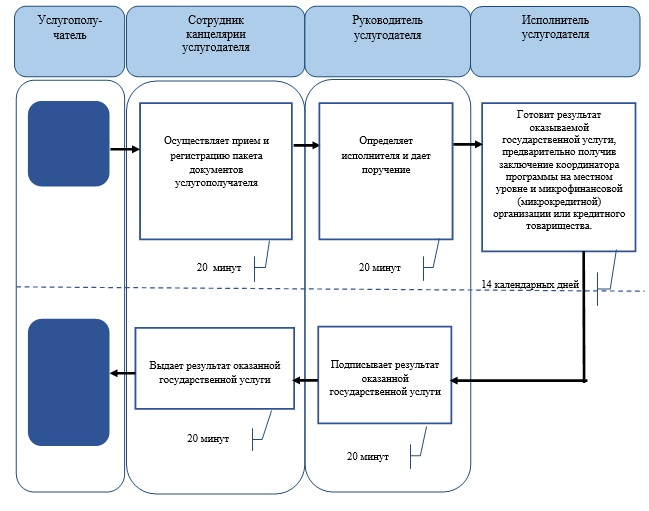 Услугополу-
чатель
Сотрудник
канцелярии
услугодателя
Руководитель
услугодателя
Исполнитель
услугодателя
Осуществляет прием и
регистрацию пакета
документов
услугополучателя
Определяет
исполнителя и дает
поручение
Готовит результат
оказываемой
государственной услуги,
предварительно получив
заключение координатора
программы на местном
уровне и микрофинансовой
(микрокредитной)
организации или кредитного
товарищества.
20 минут
20 минут
14 календарных дней
Выдает результат оказанной
государственной услуги
Подписывает результат
оказанной
государственной услуги
20 минут
20 минут